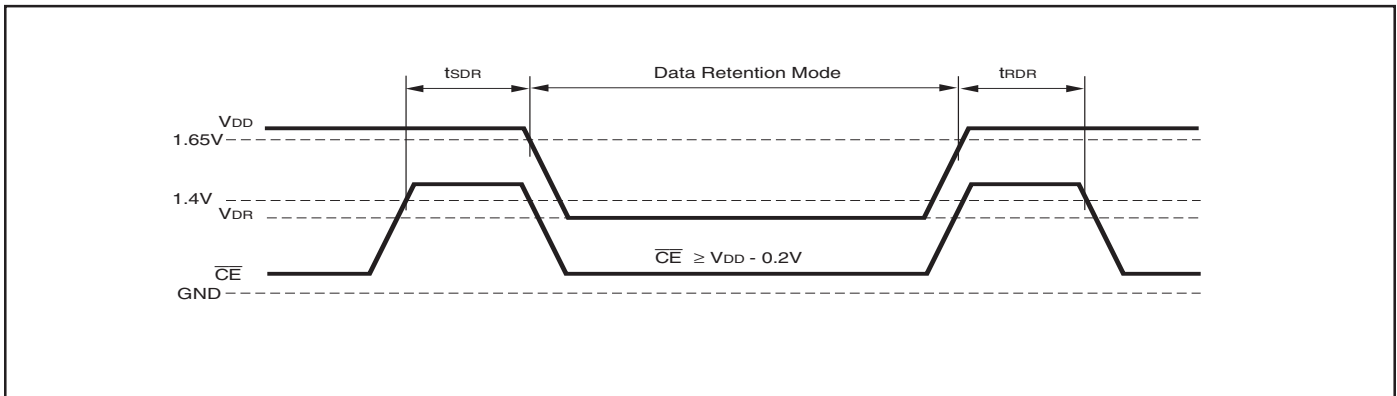 tSDR
Data Retention Mode
tRDR
VDD
1.65V
1.4V
VDR
CE ≥ VDD - 0.2V
CE
GND